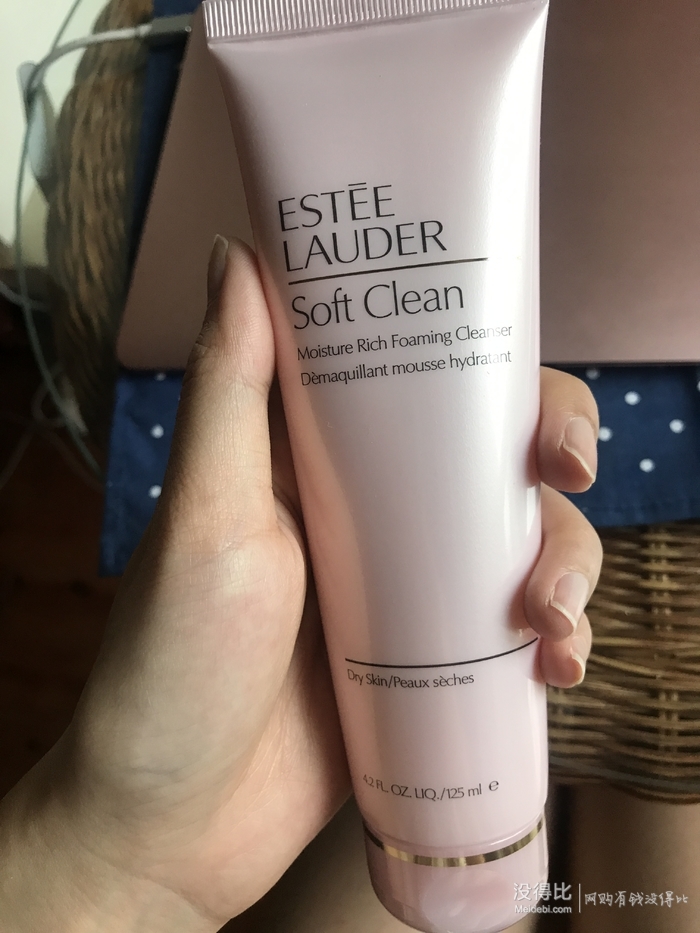 ESTĒE
LAUDER
Soft Clean
Moisture Rich Foaming Cleanser
Dèmaquillant mousse hydratant
Dry Skin/Peaux sèches
4.2 FL. OZ. LIQ./125 ml ℮
没得比 网购有钱没得比
Meidebi.com